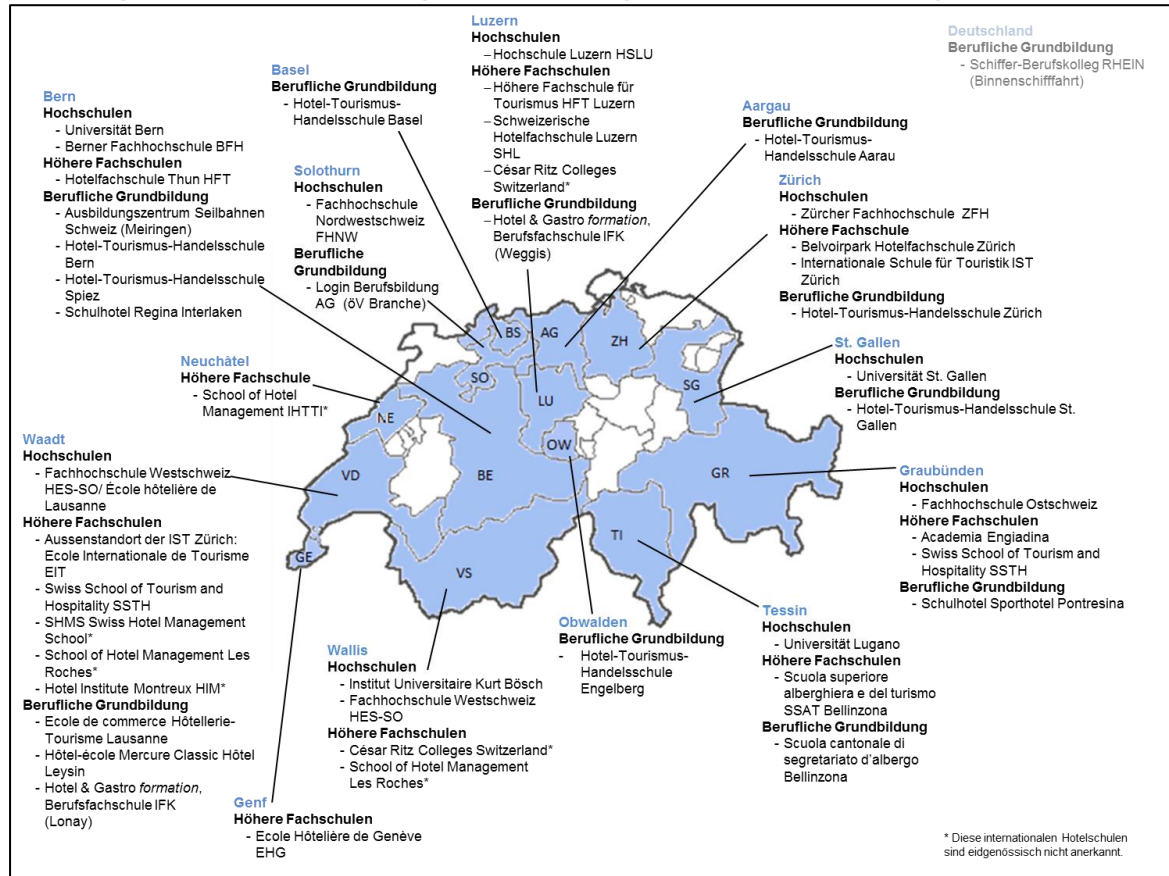 Luzern
Hochschulen
– Hochschule Luzern HSLU
Höhere Fachschulen
– Höhere Fachschule für
Tourismus HFT Luzern
– Schweizerische
Hotelfachschule Luzern
SHL
– César Ritz Colleges
Switzerland*
Berufliche Grundbildung
– Hotel & Gastro formation,
Berufsfachschule IFK
(Weggis)
Deutschland
Berufliche Grundbildung
- Schiffer-Berufskolleg RHEIN
(Binnenschifffahrt)
Basel
Berufliche Grundbildung
- Hotel-Tourismus-
Handelsschule Basel
Bern
Hochschulen
- Universität Bern
- Berner Fachhochschule BFH
Höhere Fachschulen
- Hotelfachschule Thun HFT
Berufliche Grundbildung
- Ausbildungszentrum Seilbahnen
Schweiz (Meiringen)
- Hotel-Tourismus-Handelsschule
Bern
- Hotel-Tourismus-Handelsschule
Spiez
- Schulhotel Regina Interlaken
Solothurn
Hochschulen
- Fachhochschule
Nordwestschweiz
FHNW
Berufliche
Grundbildung
- Login Berufsbildung
AG (öV Branche)
Aargau
Berufliche Grundbildung
- Hotel-Tourismus-
Handelsschule Aarau
Zürich
Hochschulen
- Zürcher Fachhochschule ZFH
Höhere Fachschule
- Belvoirpark Hotelfachschule Zürich
- Internationale Schule für Touristik IST
Zürich
Berufliche Grundbildung
- Hotel-Tourismus-Handelsschule Zürich
St. Gallen
Hochschulen
- Universität St. Gallen
Berufliche Grundbildung
- Hotel-Tourismus-Handelsschule St.
Gallen
Neuchâtel
Höhere Fachschule
- School of Hotel
Management IHTTI*
BS
AG
ZH
SO
LU
SG
NE
OW
VD
BE
GR
TI
GE
VS
Waadt
Hochschulen
- Fachhochschule Westschweiz
HES-SO/ École hôtelière de
Lausanne
Höhere Fachschulen
- Aussenstandort der IST Zürich:
Ecole Internationale de Tourisme
EIT
- Swiss School of Tourism and
Hospitality SSTH
- SHMS Swiss Hotel Management
School*
- School of Hotel Management Les
Roches*
- Hotel Institute Montreux HIM*
Berufliche Grundbildung
- Ecole de commerce Hôtellerie-
Tourisme Lausanne
- Hôtel-école Mercure Classic Hôtel
Leysin
- Hotel & Gastro formation,
Berufsfachschule IFK
(Lonay)
Graubünden
Hochschulen
- Fachhochschule Ostschweiz
Höhere Fachschulen
- Academia Engiadina
- Swiss School of Tourism and
Hospitality SSTH
Berufliche Grundbildung
- Schulhotel Sporthotel Pontresina
Obwalden
Berufliche Grundbildung
- Hotel-Tourismus-
Handelsschule
Engelberg
Tessin
Hochschulen
- Universität Lugano
Höhere Fachschulen
- Scuola superiore
alberghiera e del turismo
SSAT Bellinzona
Berufliche Grundbildung
- Scuola cantonale di
segretariato d'albergo
Bellinzona
Wallis
Hochschulen
- Institut Universitaire Kurt Bösch
- Fachhochschule Westschweiz
HES-SO
Höhere Fachschulen
- César Ritz Colleges Switzerland*
- School of Hotel Management
Les Roches*
Genf
Höhere Fachschulen
- Ecole Hôtelière de Genève
EHG
* Diese internationalen Hotelschulen
sind eidgenössisch nicht anerkannt.